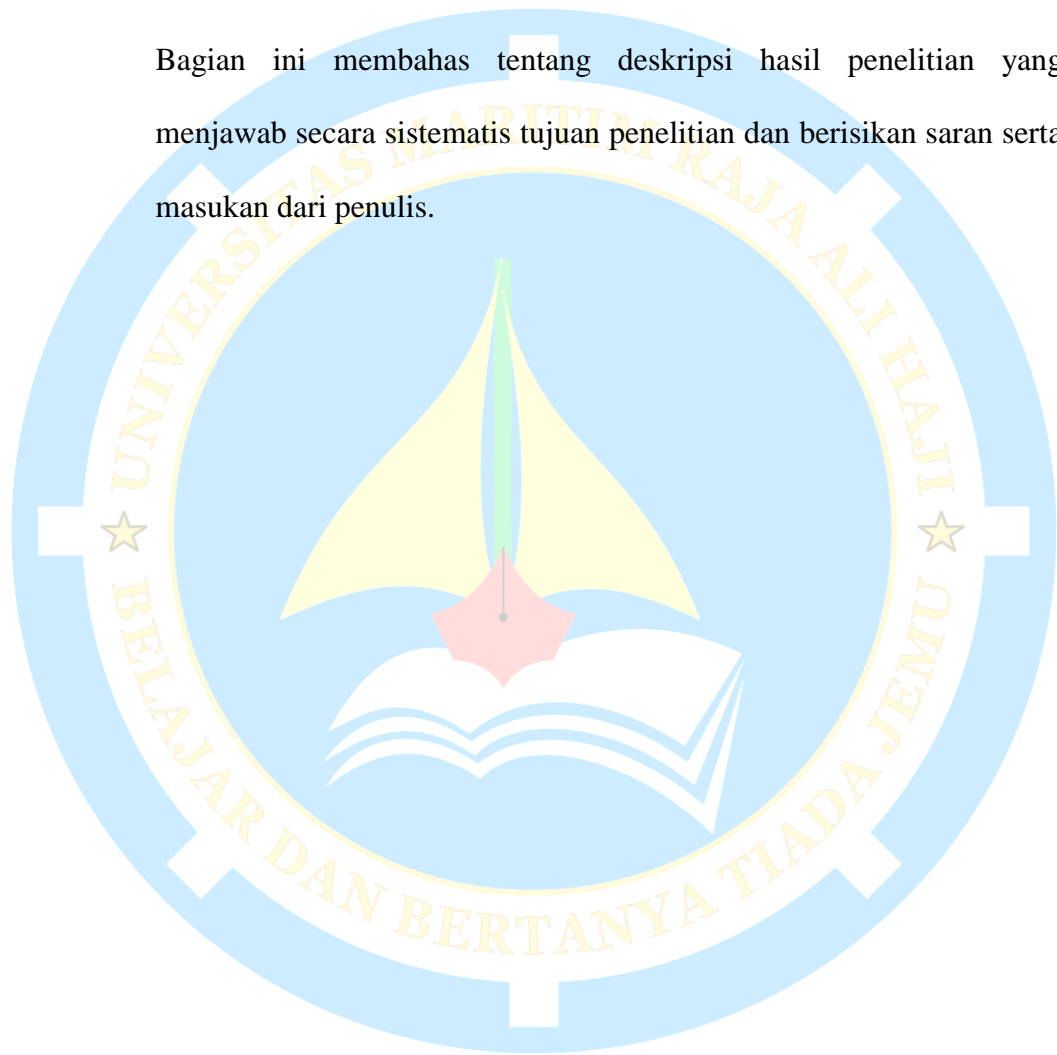 Bagian ini membahas tentang deskripsi hasil penelitian yang
menjawab secara sistematis tujuan penelitian dan berisikan saran serta
masukan dari penulis.
UNIVERSITAS MARITIM RAJA ALI HAJI
BELAJAR DAN BERTANYA TIADA JEMU